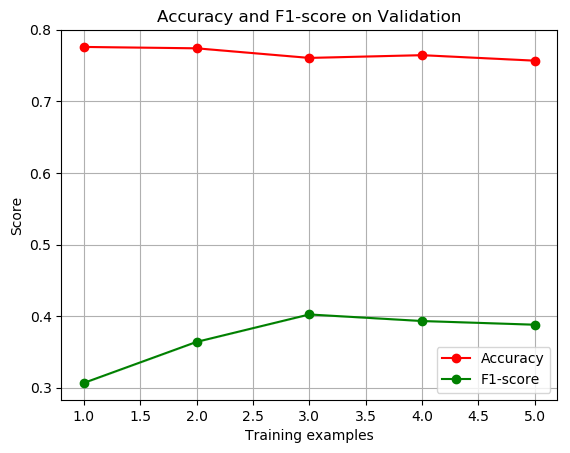 Accuracy and F1-score on Validation
0.8
0.7
0.6
0.5
0.4
0.3
Score
Accuracy
F1-score
1.0 1.5 2.0 2.5 3.0 3.5 4.0 4.5 5.0
Training examples